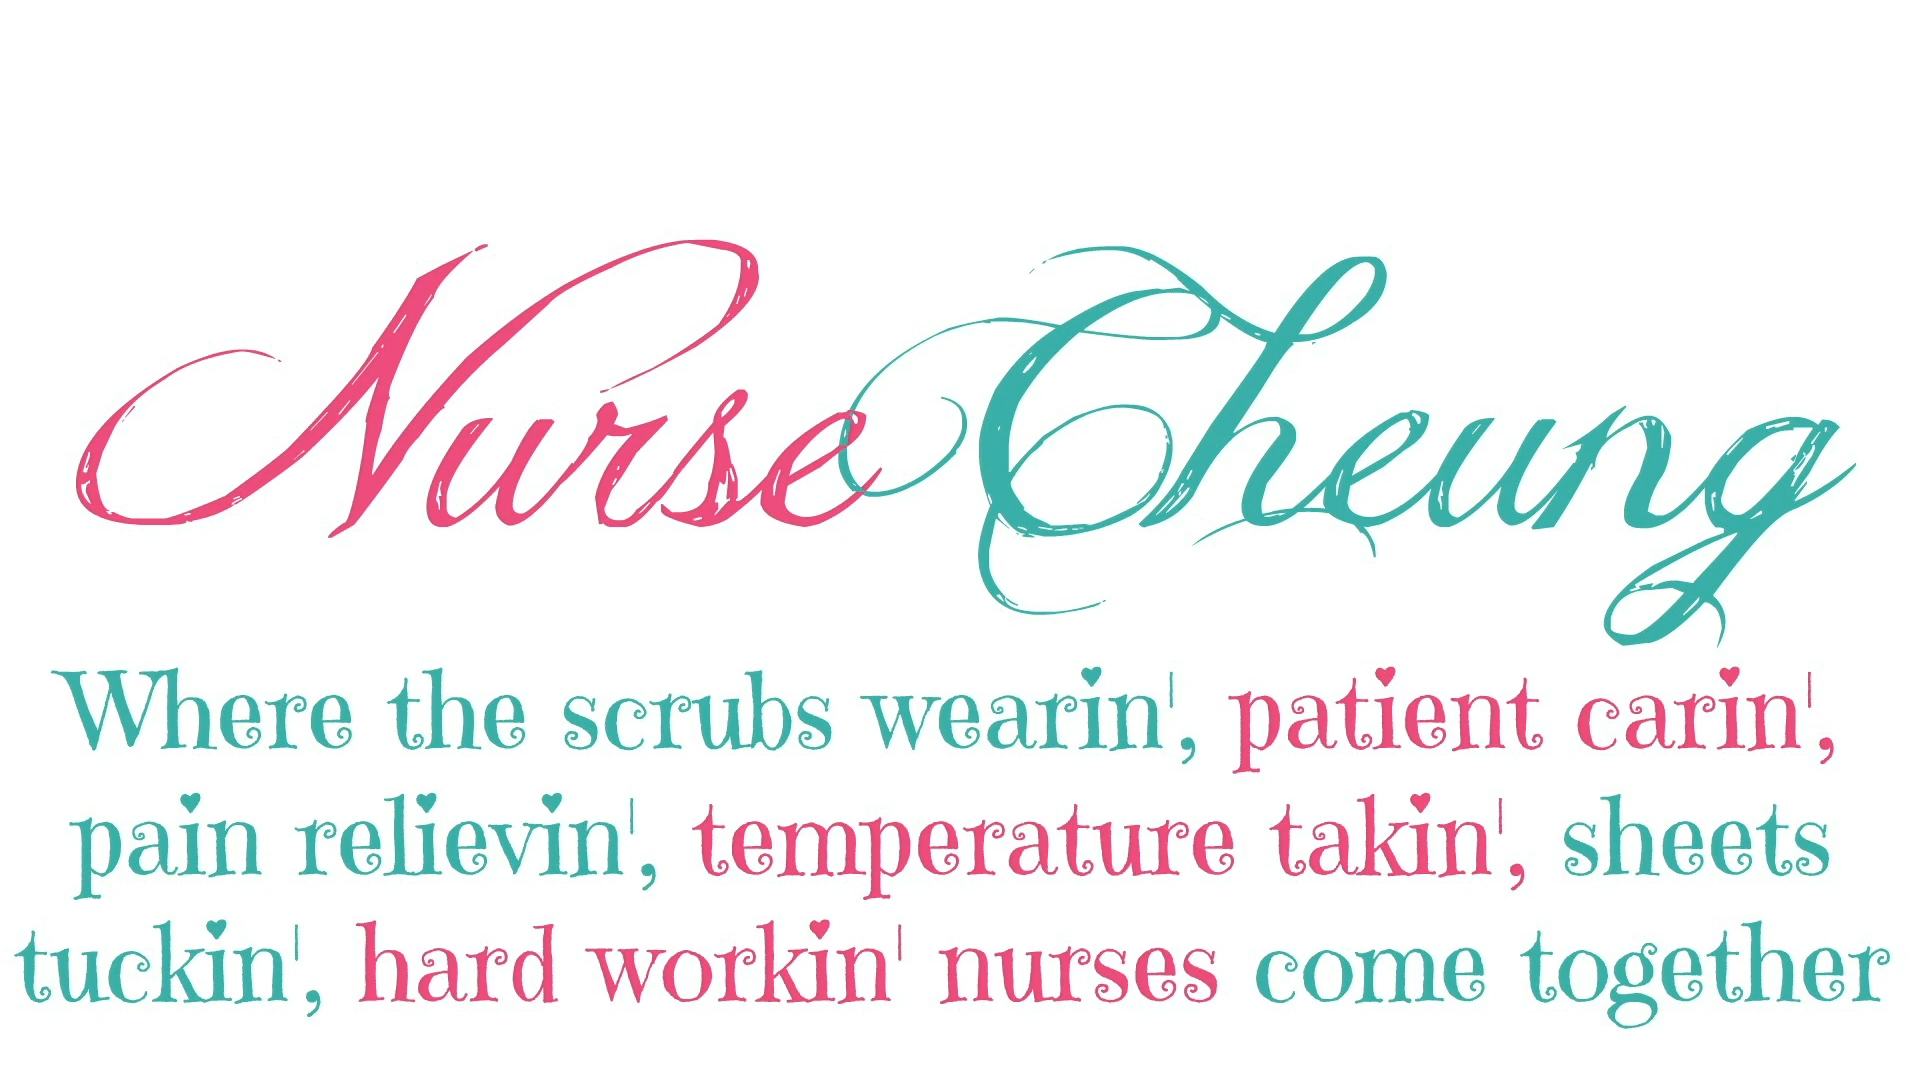 Nurse Cheung
Where the scrubs wearin', patient carin',
pain relievin', temperature takin', sheets
tuckin', hard workin' nurses come together